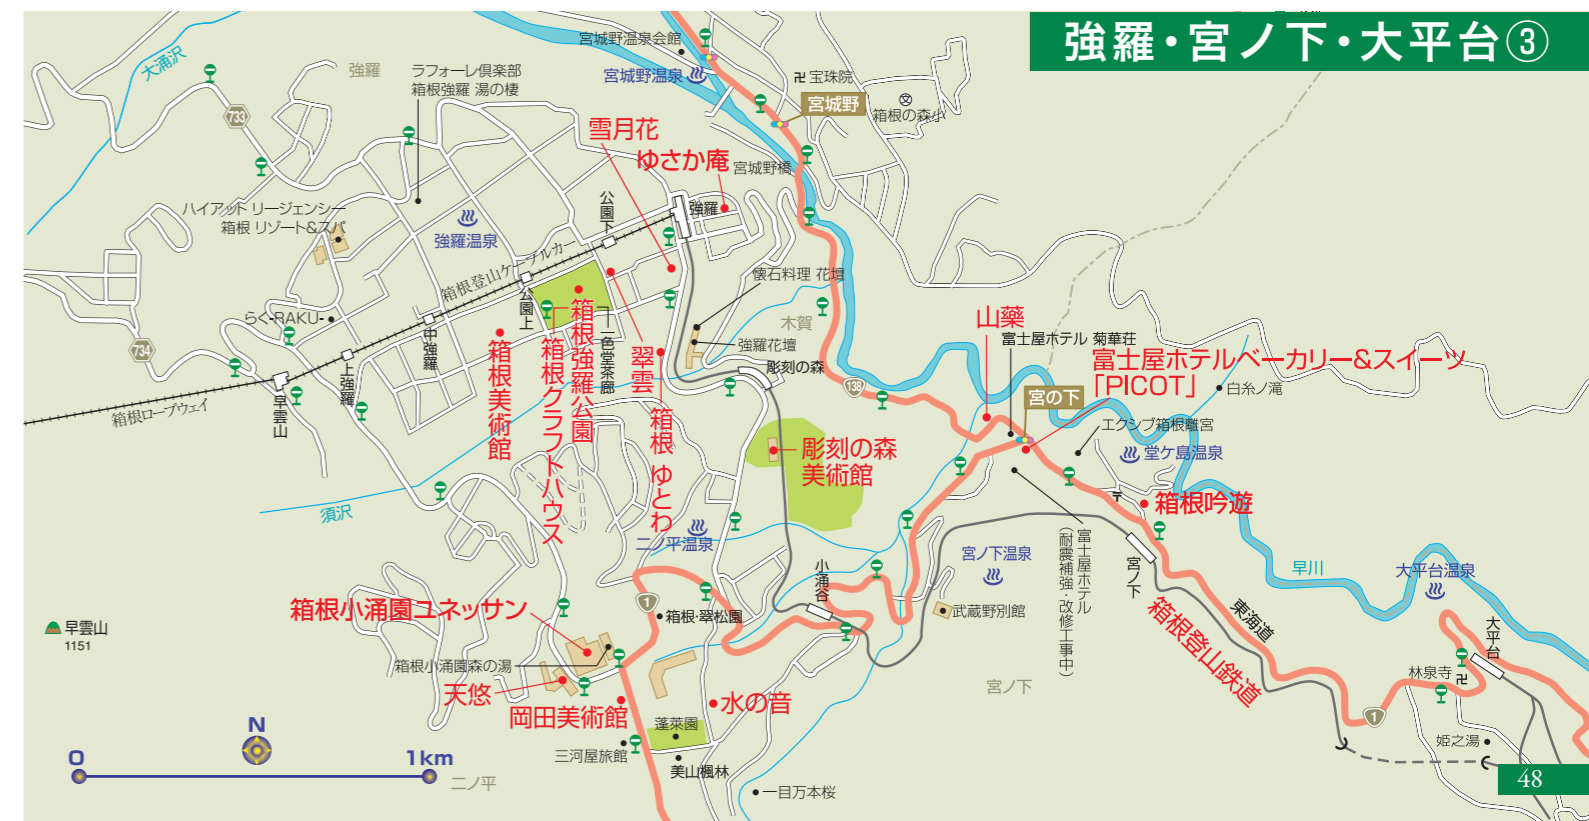 強羅・宮ノ下・大平台③
大涌沢
強羅
ラフォーレ倶楽部
箱根強羅 湯の棲
宮城野温泉会館
宮城野温泉
卍宝珠院
宮城野
文
箱根の森小
733
雪月花
ゆさか庵
宮城野橋
公園下
強羅
ハイアット リージェンシー
箱根 リゾート&スパ
強羅温泉
箱根登山ケーブルカー
懐石料理 花壇
木賀
らく-RAKU-
公園上
中強羅
上強羅
早雲山
箱根ロープウェイ
734
箱根美術館
箱根クラフトハウス
箱根強羅公園
一色堂茶廊
翠雲
箱根 ゆとわ
強羅花壇
彫刻の森
138
山藥
富士屋ホテル 菊華荘
富士屋ホテルベーカリー&スイーツ
「PICOT」
宮の下
白糸ノ滝
エクシブ箱根離宮
堂ケ島温泉
彫刻の森
美術館
〒
箱根吟遊
須沢
二ノ平温泉
小涌谷
宮ノ下温泉
富士屋ホテル
(耐震補強・改修工事中)
宮ノ下
早川
大平台温泉
箱根小涌園ユネッサン
1
箱根・翠松園
武蔵野別館
箱根登山鉄道
東海道
大平台
早雲山
1151
箱根小涌園森の湯
天悠
岡田美術館
水の音
宮ノ下
林泉寺
卍
1
蓬莱園
三河屋旅館
美山楓林
姫之湯
N
0
1km
二ノ平
一目万本桜
48